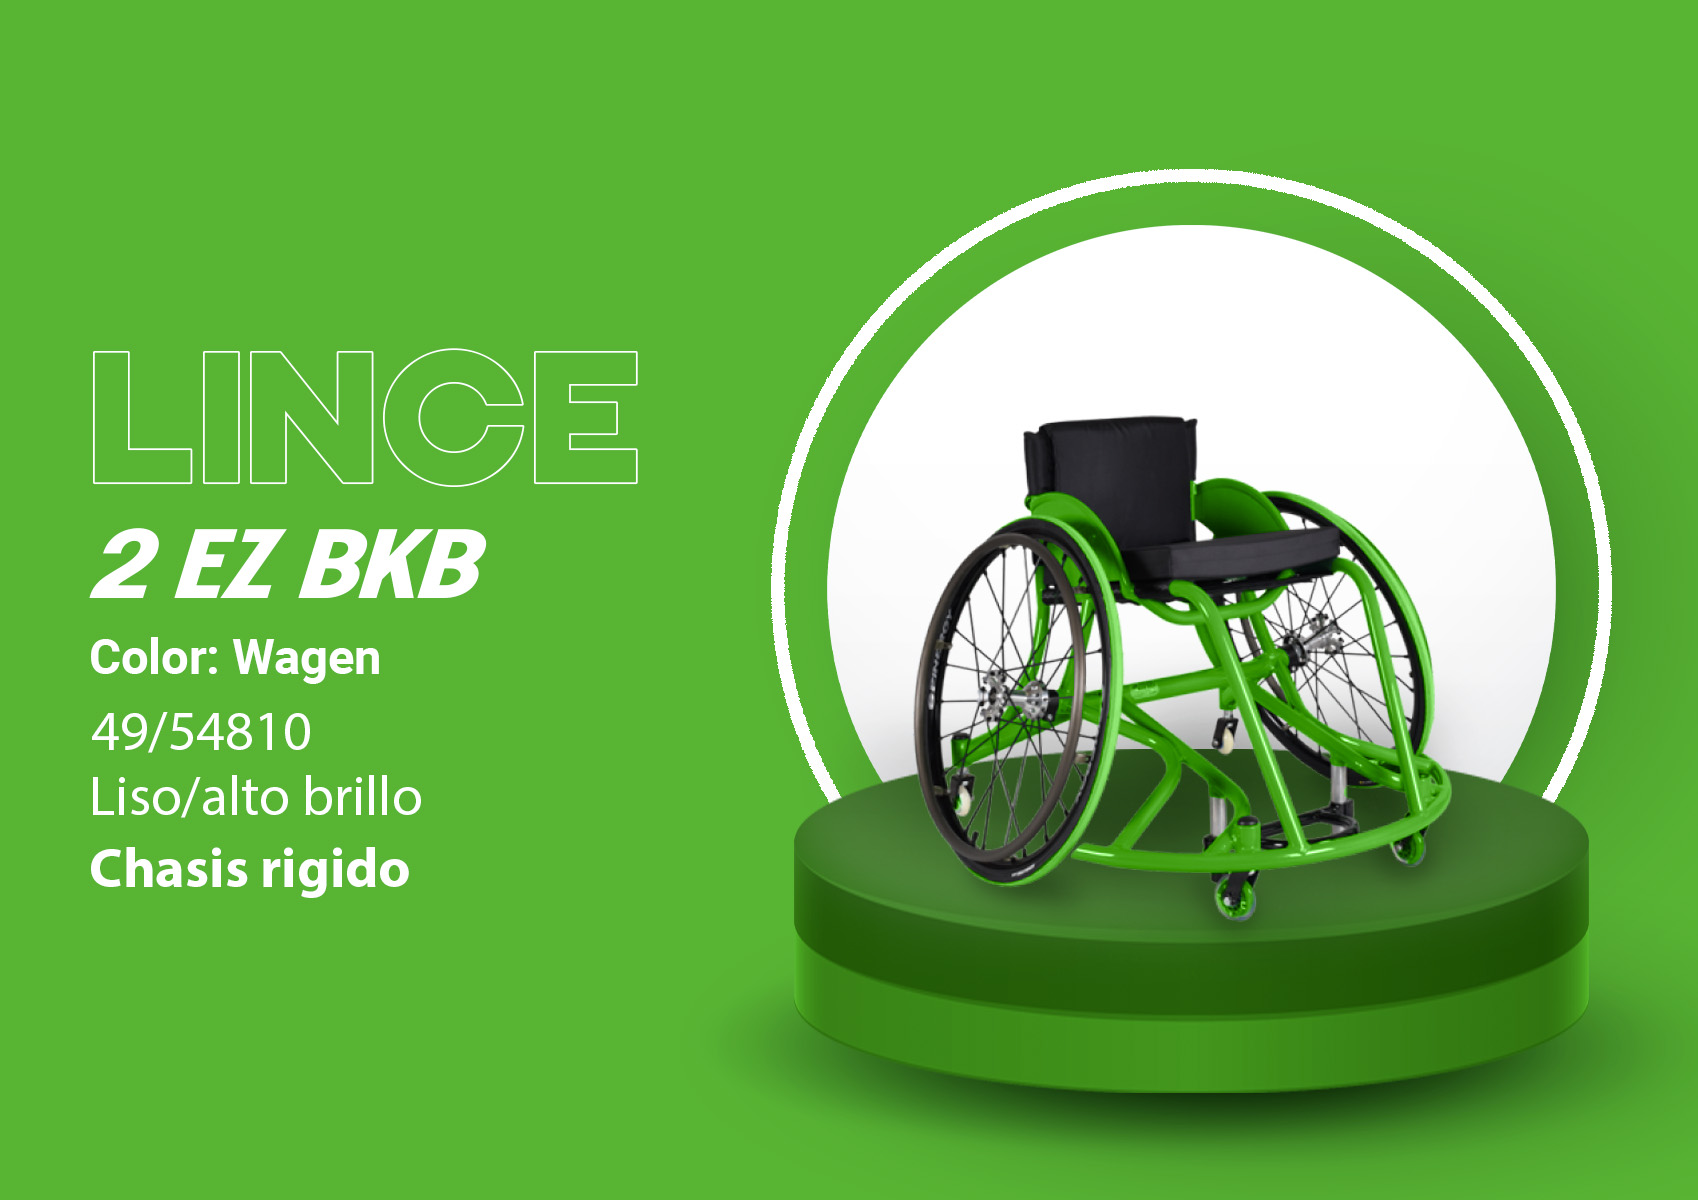 LINCE
2 EZ BKB
Color: Wagen
49/54810
Liso/alto brillo
Chasis rigido